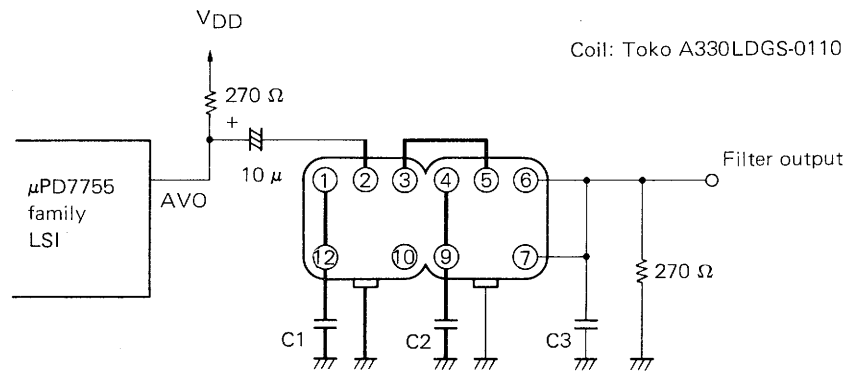 VDD
Coil: Toko A330LDGS-0110
270 Ω
+
10 μ
Filter output
μPD7755
family
LSI
AVO
① ② ③ ④ ⑤ ⑥
⑫ ⑩ ⑨ ⑦
270 Ω
C1
C2
C3